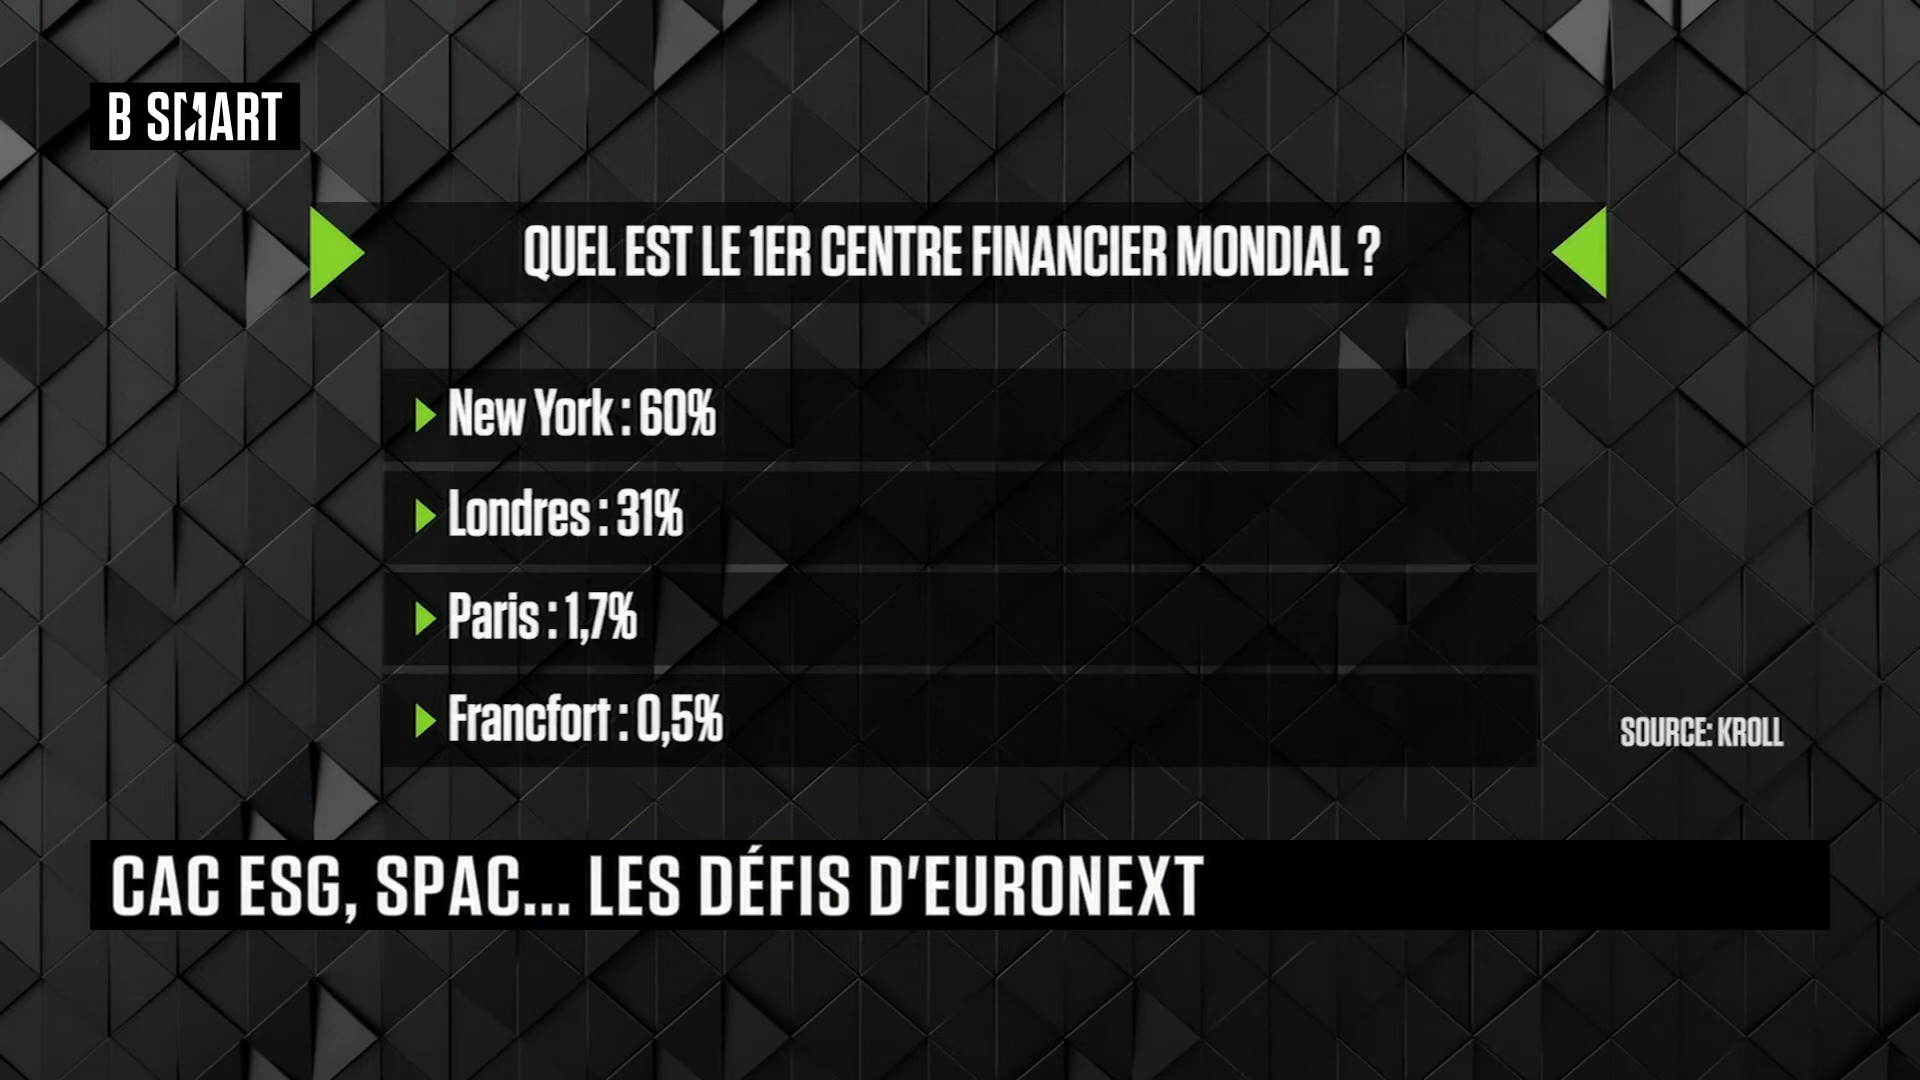 B SMART
QUEL EST LE 1ER CENTRE FINANCIER MONDIAL ?
New York : 60%
Londres : 31%
Paris : 1,7%
Francfort : 0,5%
SOURCE: KROLL
CAC ESG, SPAC... LES DÉFIS D'EURONEXT